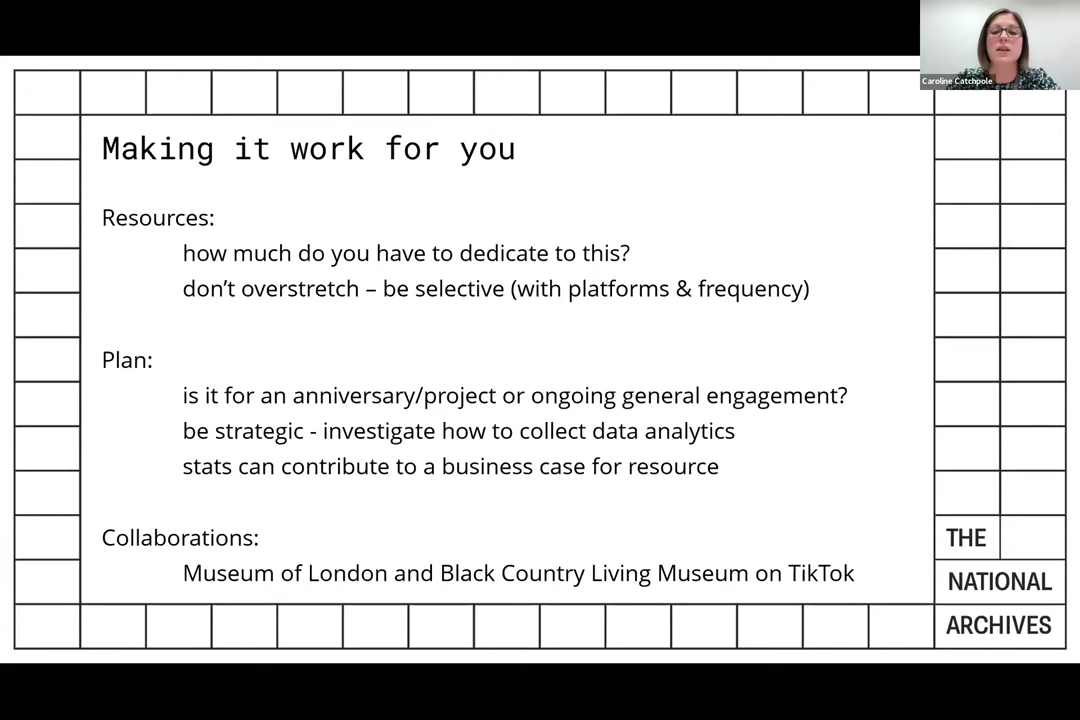 Caroline Catchpole
Making it work for you
Resources:
how much do you have to dedicate to this?
don’t overstretch – be selective (with platforms & frequency)
Plan:
is it for an anniversary/project or ongoing general engagement?
be strategic - investigate how to collect data analytics
stats can contribute to a business case for resource
Collaborations:
Museum of London and Black Country Living Museum on TikTok
THE
NATIONAL
ARCHIVES